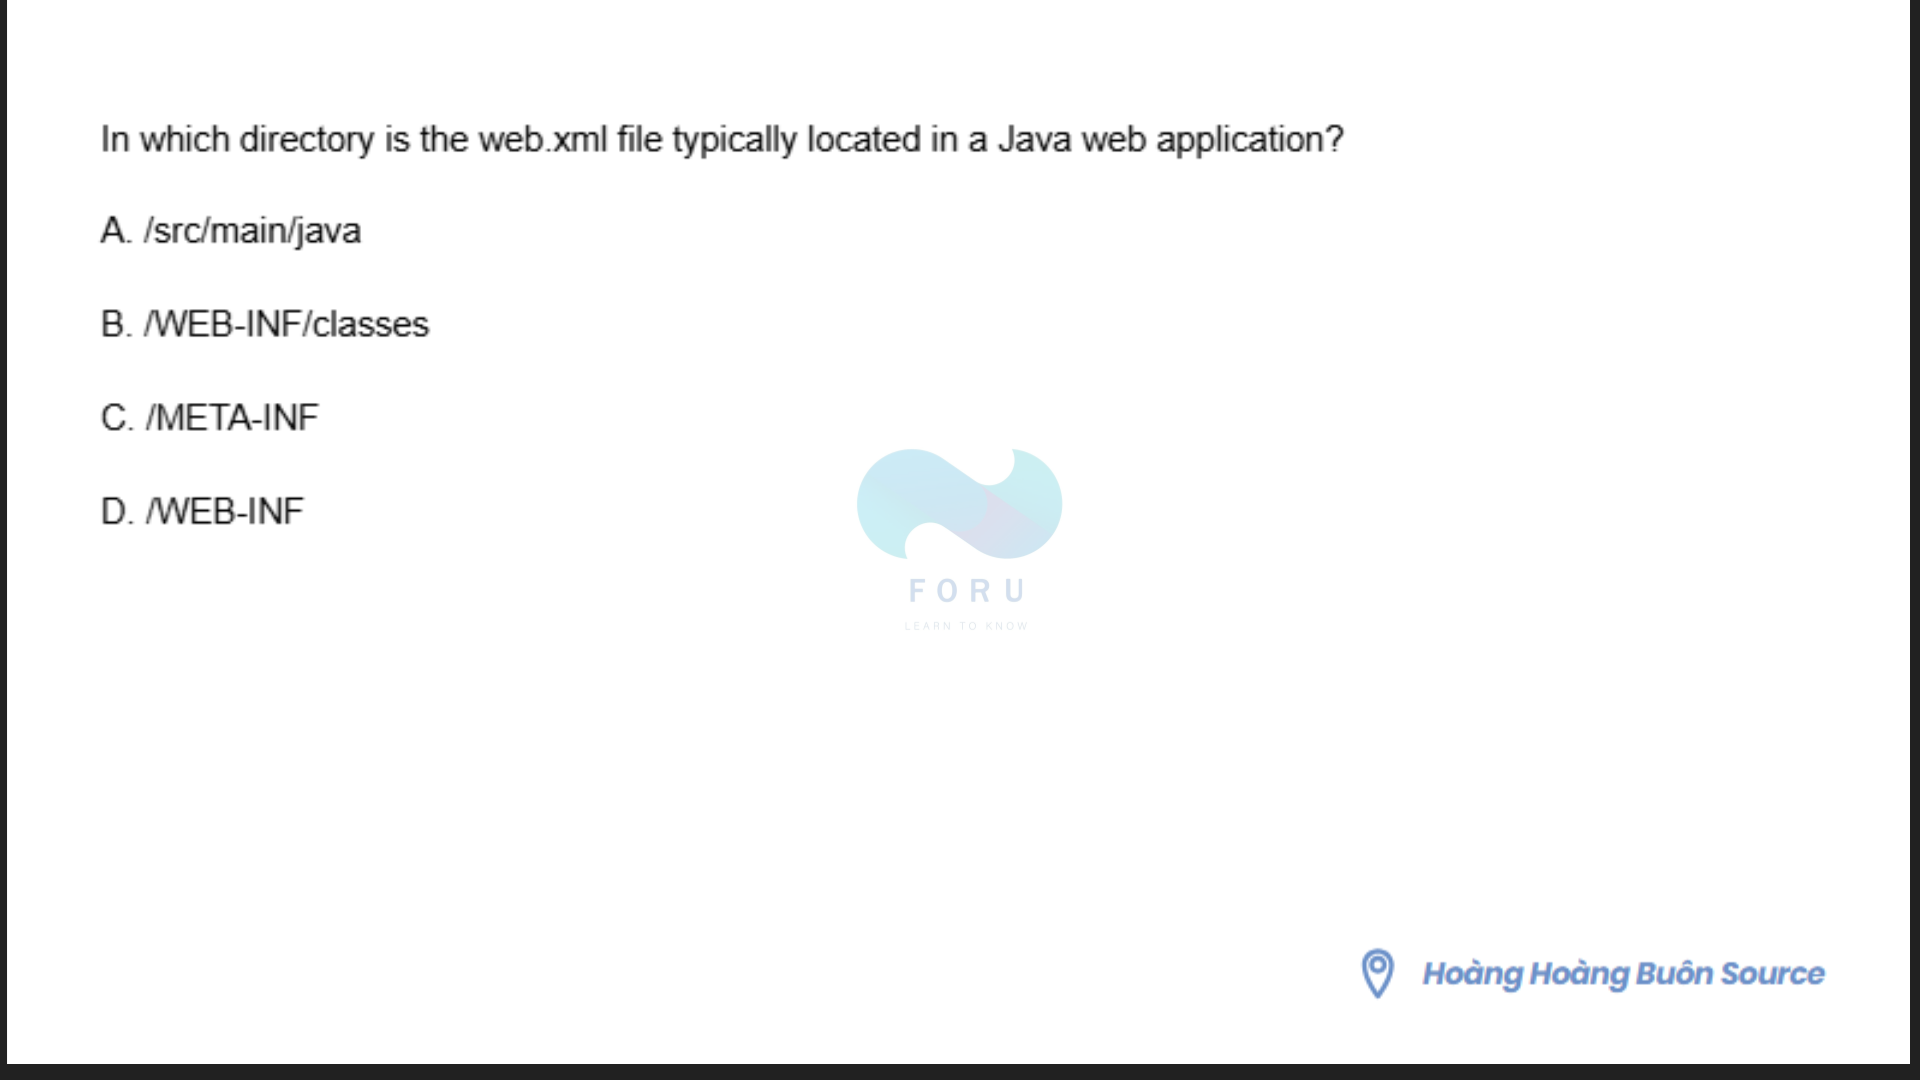 In which directory is the web.xml file typically located in a Java web application?
A. /src/main/java
B. /WEB-INF/classes
C. /META-INF
D. /WEB-INF
FORU
LEARN TO KNOW
Hoàng Hoàng Buôn Source